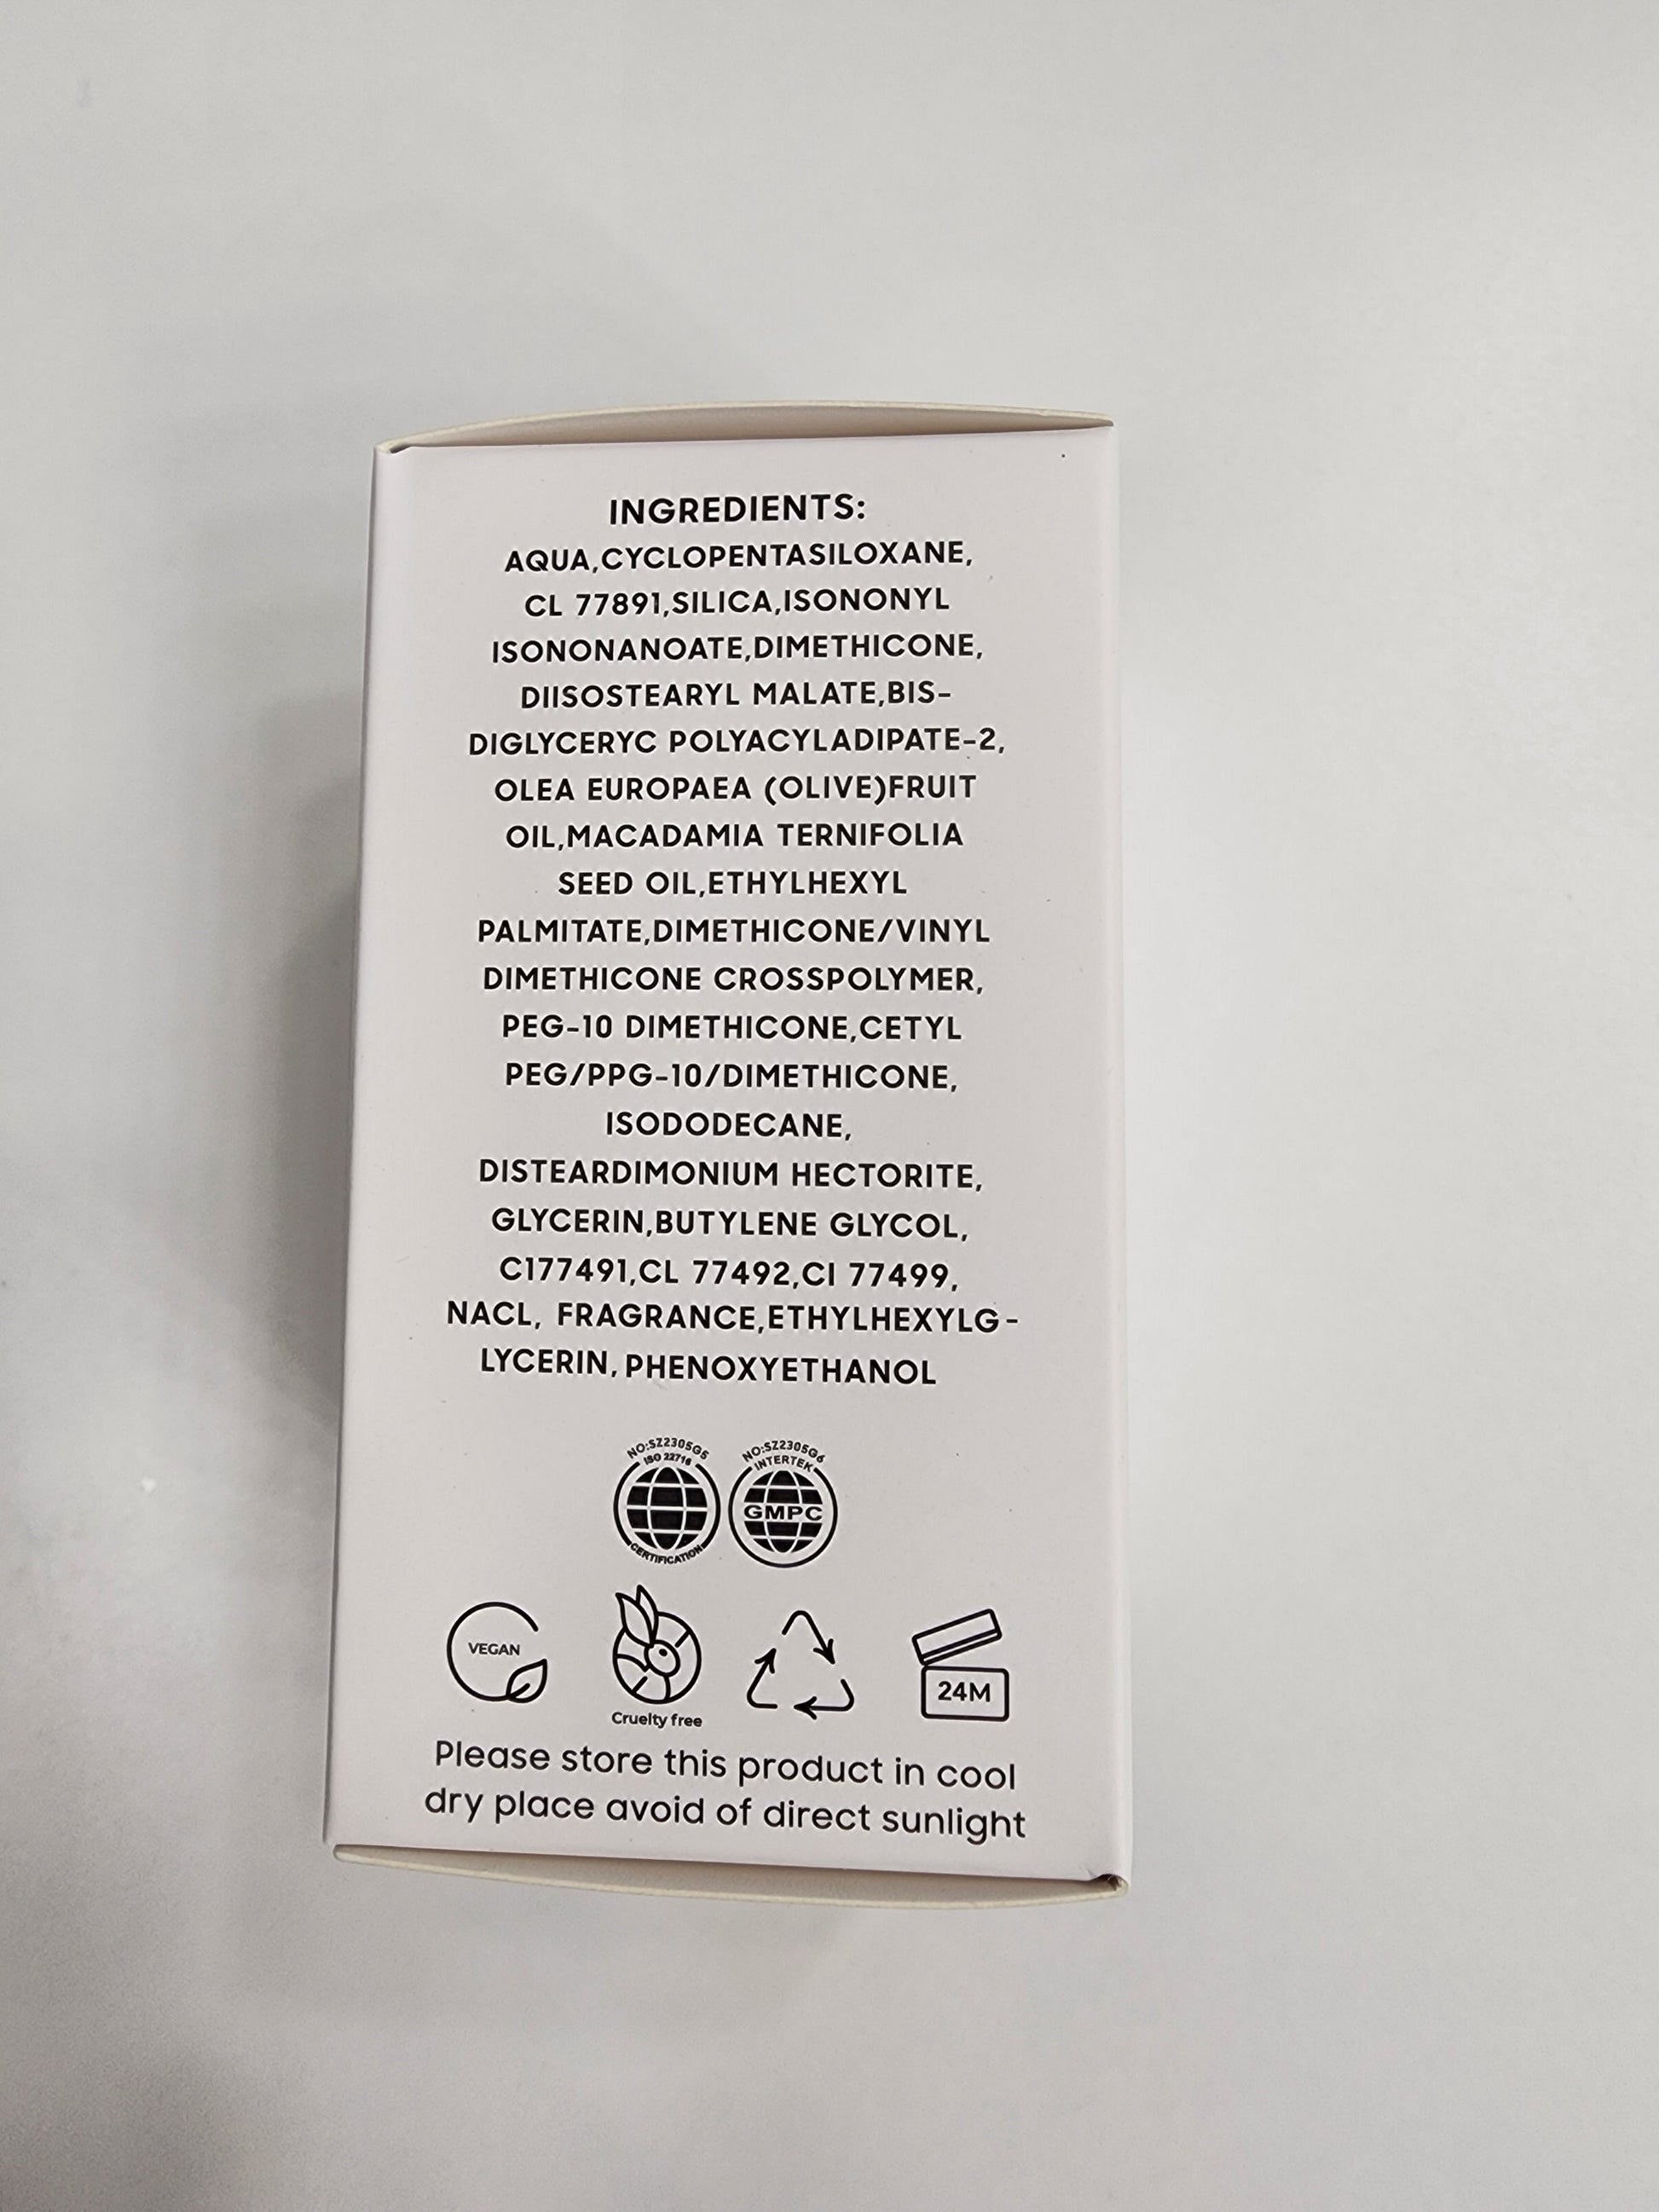 INGREDIENTS:
AQUA,CYCLOPENTASILOXANE,
CL 77891,SILICA,ISONONYL
ISONONANOATE,DIMETHICONE,
DIISOSTEARYL MALATE,BIS-
DIGLYCERYC POLYACYLADIPATE-2,
OLEA EUROPAEA (OLIVE)FRUIT
OIL,MACADAMIA TERNIFOLIA
SEED OIL,ETHYLHEXYL
PALMITATE,DIMETHICONE/VINYL
DIMETHICONE CROSSPOLYMER,
PEG-10 DIMETHICONE,CETYL
PEG/PPG-10/DIMETHICONE,
ISODODECANE,
DISTEARDIMONIUM HECTORITE,
GLYCERIN,BUTYLENE GLYCOL,
C177491,CL 77492,CI 77499,
NACL, FRAGRANCE,ETHYLHEXYLG-
LYCERIN,PHENOXYETHANOL
NO:SZ2305G5
ISO 22716
CERTIFICATION
NO:SZ2305G6
INTERTEK
GMPC
VEGAN
Cruelty free
24M
Please store this product in cool
dry place avoid of direct sunlight